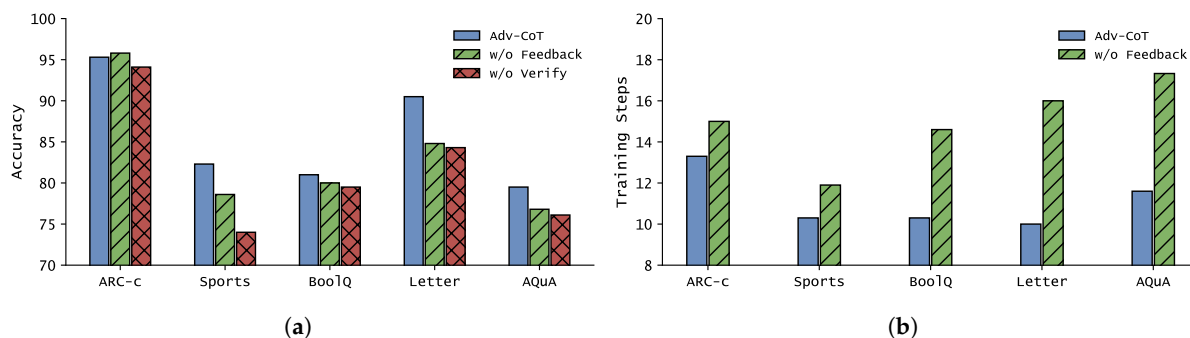 100
95
90
85
80
75
70
Accuracy
Adv-CoT
w/o Feedback
w/o Verify
ARC-c Sports BoolQ Letter AQuA
(a)
20
18
16
14
12
10
8
Training Steps
Adv-CoT
w/o Feedback
ARC-c Sports BoolQ Letter AQuA
(b)